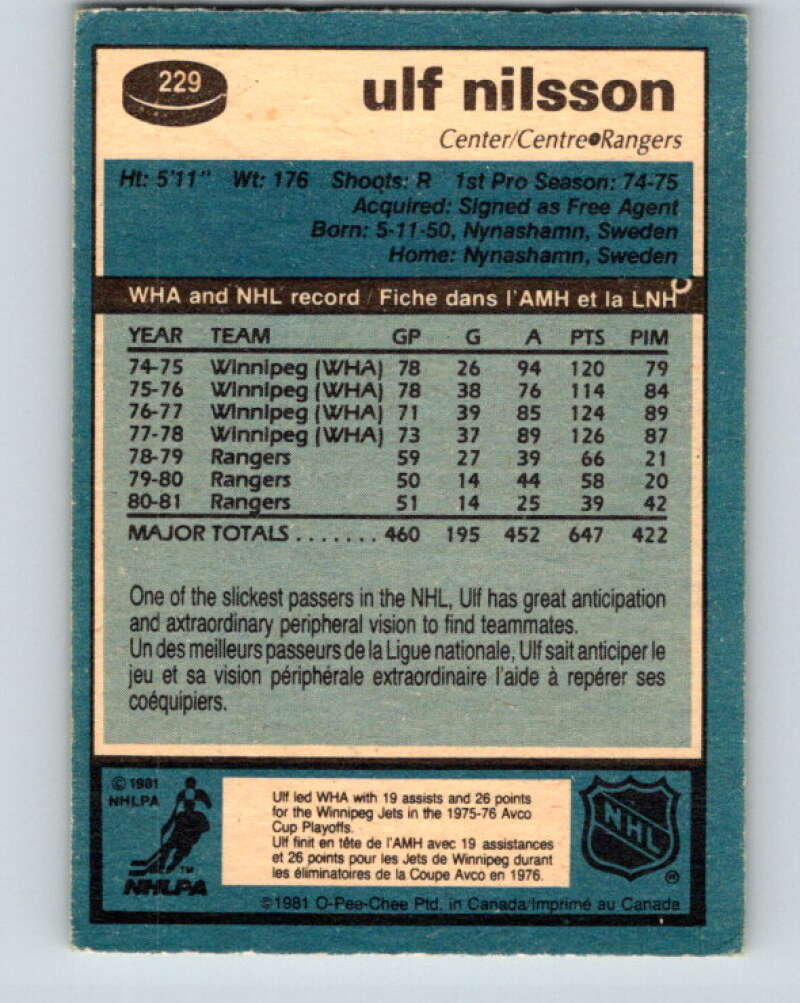 229
ulf nilsson
Center/Centre●Rangers
Ht: 5'11" Wt: 176 Shoots: R 1st Pro Season: 74-75
Acquired: Signed as Free Agent
Born: 5-11-50, Nynashamn, Sweden
Home: Nynashamn, Sweden
WHA and NHL record / Fiche dans l'AMH et la LNH
YEAR TEAM GP G A PTS PIM
74-75 Winnipeg (WHA) 78 26 94 120 79
75-76 Winnipeg (WHA) 78 38 76 114 84
76-77 Winnipeg (WHA) 71 39 85 124 89
77-78 Winnipeg (WHA) 73 37 89 126 87
78-79 Rangers 59 27 39 66 21
79-80 Rangers 50 14 44 58 20
80-81 Rangers 51 14 25 39 42
MAJOR TOTALS ....... 460 195 452 647 422
One of the slickest passers in the NHL, Ulf has great anticipation
and axtraordinary peripheral vision to find teammates.
Un des meilleurs passeurs de la Ligue nationale, Ulf sait anticiper le
jeu et sa vision périphérale extraordinaire l'aide à repérer ses
coéquipiers.
© 1981
NHLPA
TM
NHLPA
Ulf led WHA with 19 assists and 26 points
for the Winnipeg Jets in the 1975-76 Avco
Cup Playoffs.
Ulf finit en tête de l'AMH avec 19 assistances
et 26 points pour les Jets de Winnipeg durant
les éliminatoires de la Coupe Avco en 1976.
NHL
®
©1981 O-Pee-Chee Ptd. in Canada/Imprimé au Canada